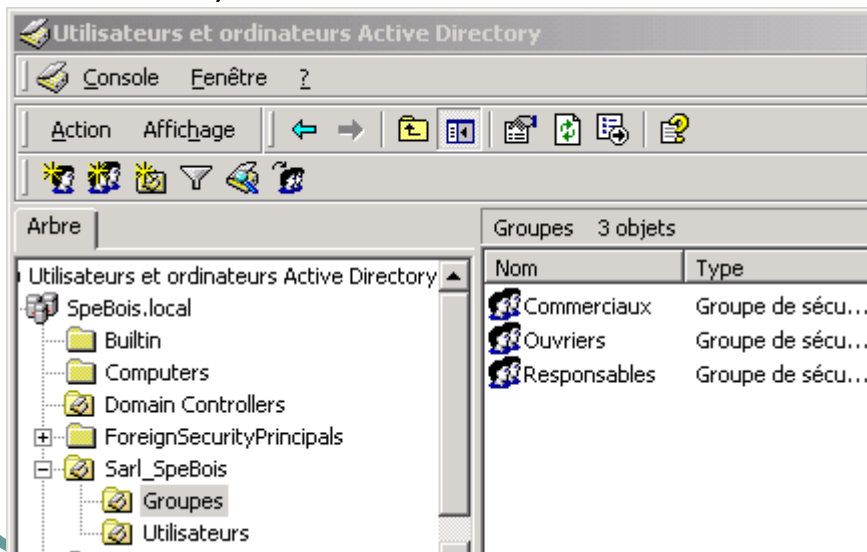 Utilisateurs et ordinateurs Active Directory
Console Fenêtre ?
Action Affichage
Arbre
Groupes 3 objets
Utilisateurs et ordinateurs Active Directory
Nom Type
SpeBois.local
Commerciaux Groupe de sécu...
Builtin
Ouvriers Groupe de sécu...
Computers
Responsables Groupe de sécu...
Domain Controllers
ForeignSecurityPrincipals
Sarl_SpeBois
Groupes
Utilisateurs